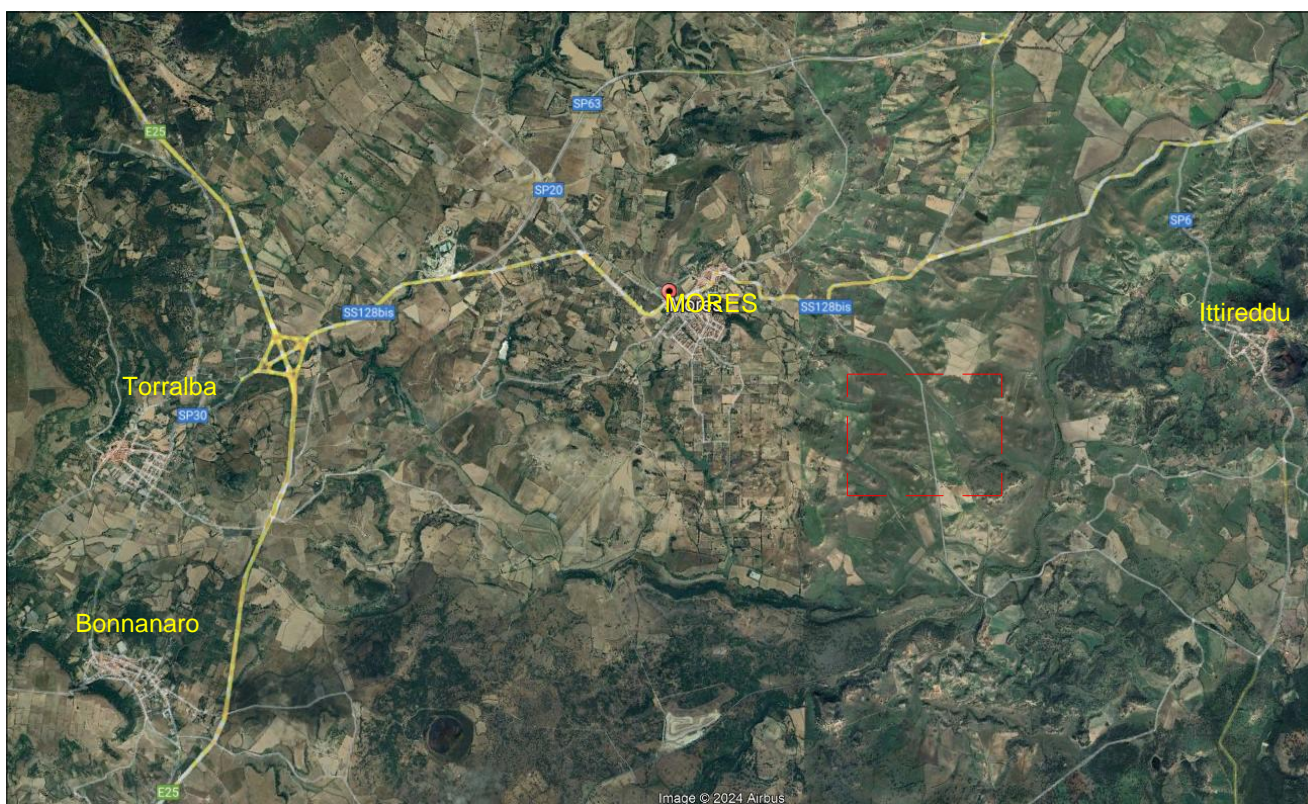 SP63
E25
SP20
SP6
MORES
SS128bis
SS128bis
Ittireddu
Torralba
SP30
Bonnanaro
E25
Image © 2024 Airbus